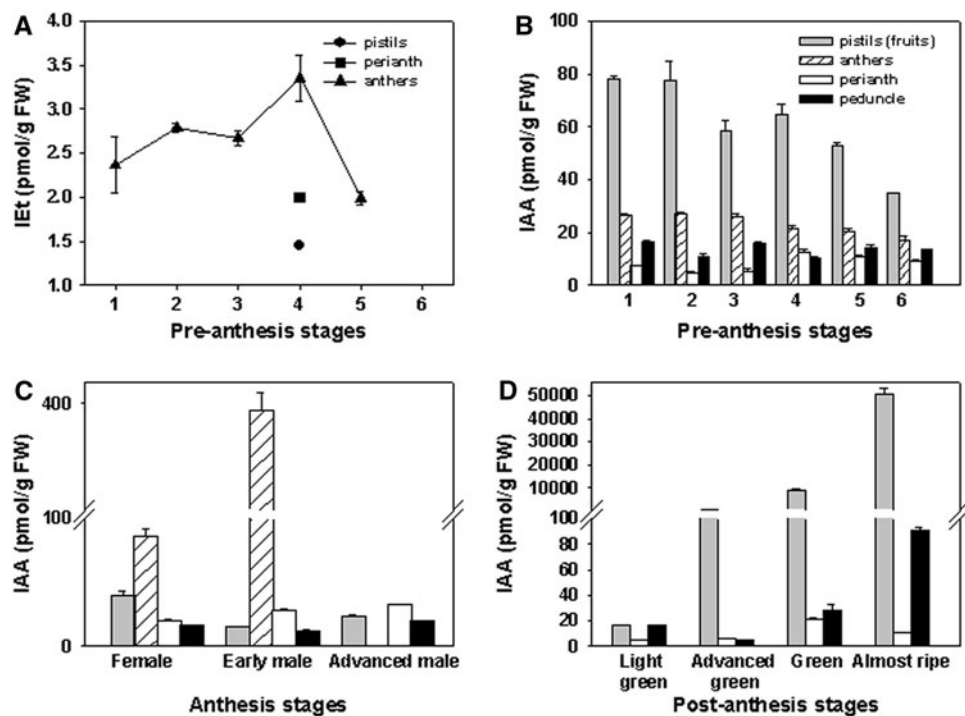 A
IEt (pmol/g FW)
4.0
3.5
3.0
2.5
2.0
1.5
1.0
pistils
perianth
anthers
1 2 3 4 5 6
Pre-anthesis stages
B
IAA (pmol/g FW)
100
80
60
40
20
0
pistils (fruits)
anthers
perianth
peduncle
1 2 3 4 5 6
Pre-anthesis stages
C
IAA (pmol/g FW)
400
100
0
Female Early male Advanced male
Anthesis stages
D
IAA (pmol/g FW)
50000
40000
30000
20000
10000
100
80
60
40
20
0
Light green Advanced green Green Almost ripe
Post-anthesis stages